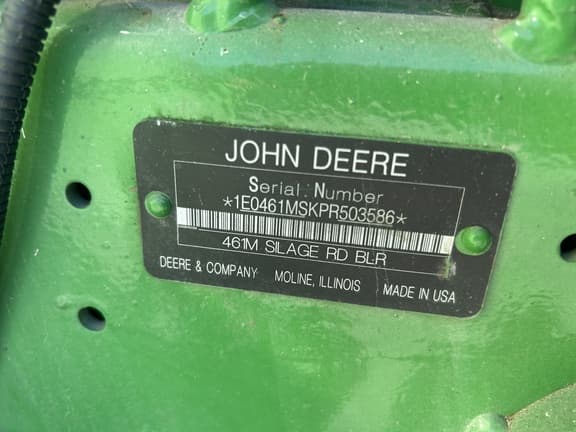 JOHN DEERE
Serial Number
*1E0461MSKPR503586*
461M SILAGE RD BLR
DEERE & COMPANY MOLINE, ILLINOIS MADE IN USA